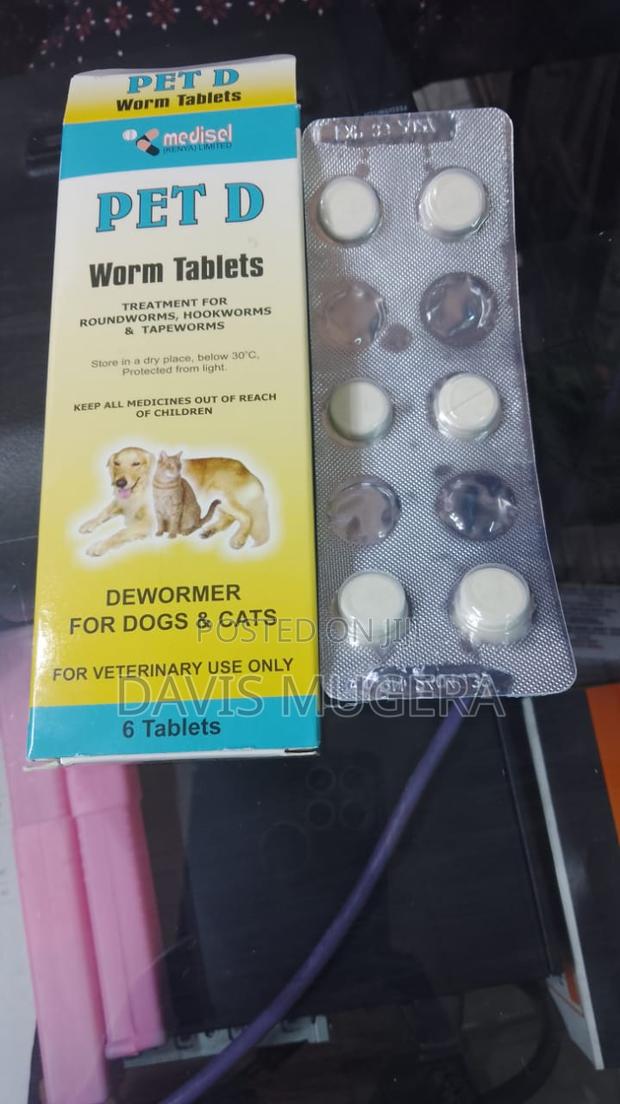 PET D
Worm Tablets
medisel
(KENYA) LIMITED
PET D
Worm Tablets
TREATMENT FOR
ROUNDWORMS, HOOKWORMS
& TAPEWORMS
Store in a dry place, below 30°C,
Protected from light.
KEEP ALL MEDICINES OUT OF REACH
OF CHILDREN
DEWORMER
FOR DOGS & CATS
FOR VETERINARY USE ONLY
6 Tablets
POSTED ON JI
DAVIS MUGERA